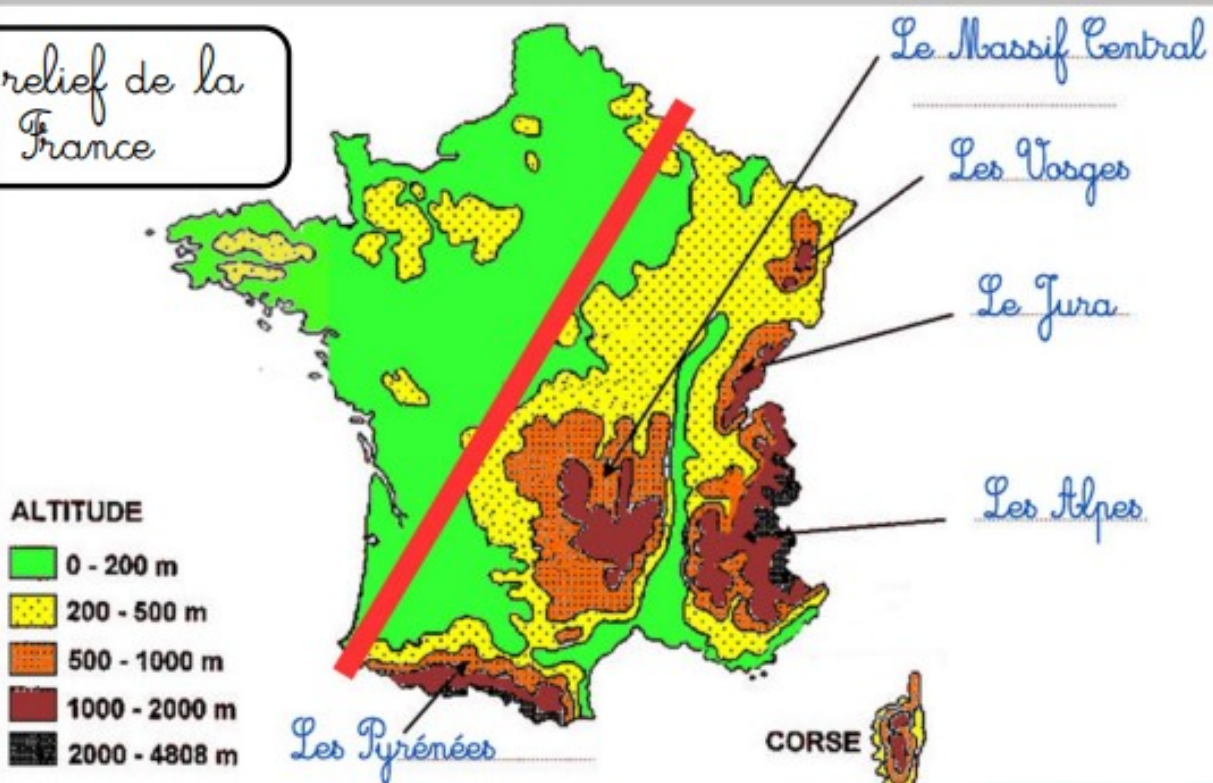 relief de la
France
Le Massif Central
Les Vosges
Le Jura
Les Alpes
ALTITUDE
0 - 200 m
200 - 500 m
500 - 1000 m
1000 - 2000 m
2000 - 4808 m
Les Pyrénées
CORSE